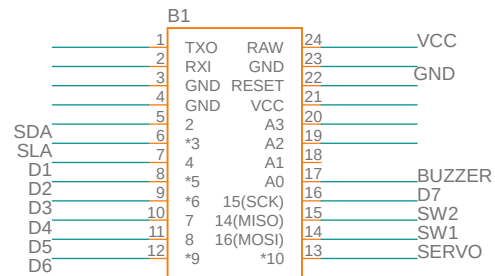 B1
1 TXO RAW 24 VCC
2 RXI GND 23
3 GND RESET 22 GND
4 GND VCC 21
5 2 A3 20
SDA 6 *3 A2 19
SLA 7 4 A1 18
D1 8 *5 A0 17 BUZZER
D2 9 *6 15(SCK) 16 D7
D3 10 7 14(MISO) 15 SW2
D4 11 8 16(MOSI) 14 SW1
D5 12 *9 *10 13 SERVO
D6